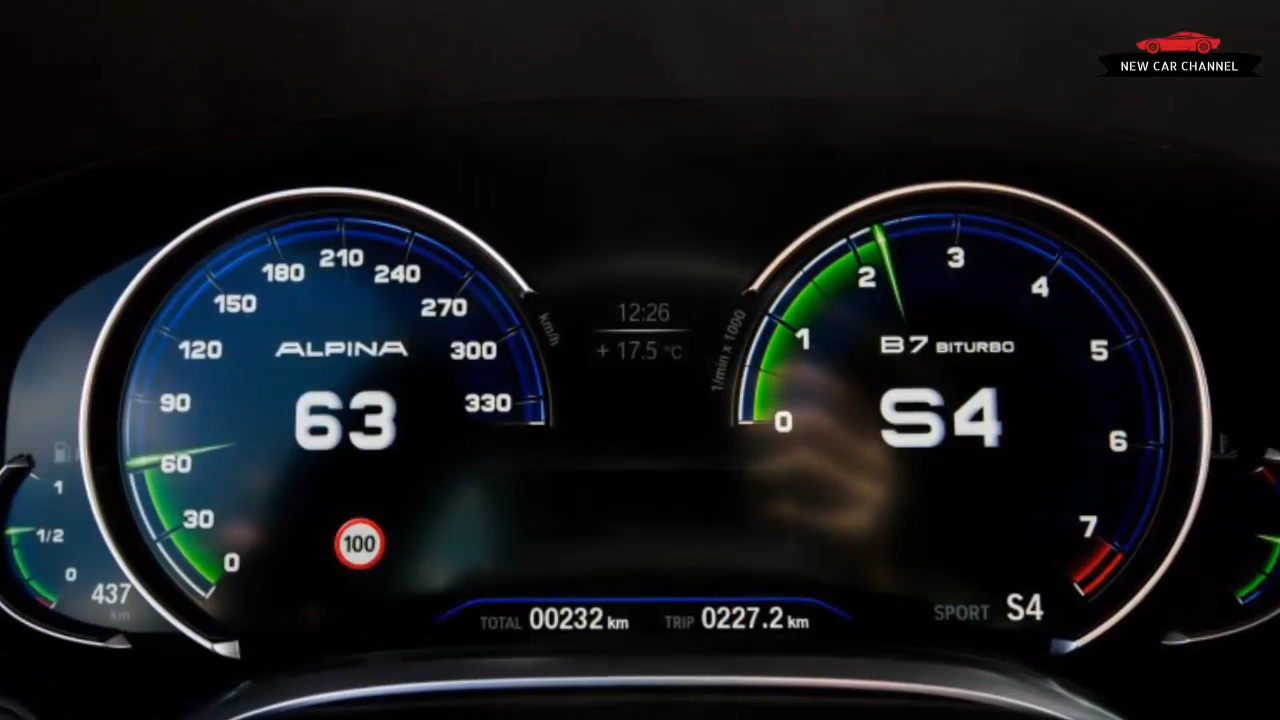 NEW CAR CHANNEL
210
180
240
150
270
120
ALPINA
300
90
63
330
60
30
0
km/h
100
1
1/2
0
437
km
12:26
+ 17.5 °C
1/min x 1000
3
2
4
1
B7 BITURBO
5
0
S4
6
7
TOTAL 00232 km
TRIP 0227.2 km
SPORT S4